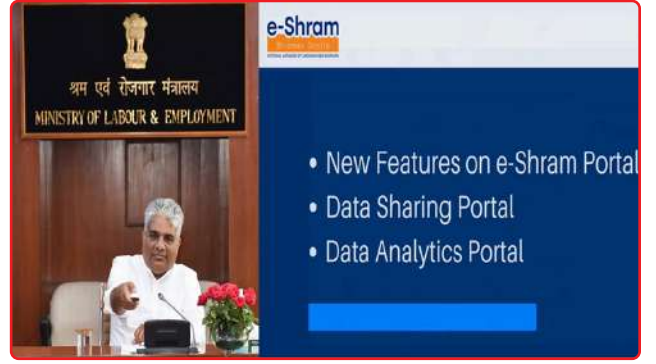 श्रम एवं रोजगार मंत्रालय
MINISTRY OF LABOUR & EMPLOYMENT
e-Shram
• New Features on e-Shram Portal
• Data Sharing Portal
• Data Analytics Portal